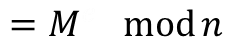 = M mod n